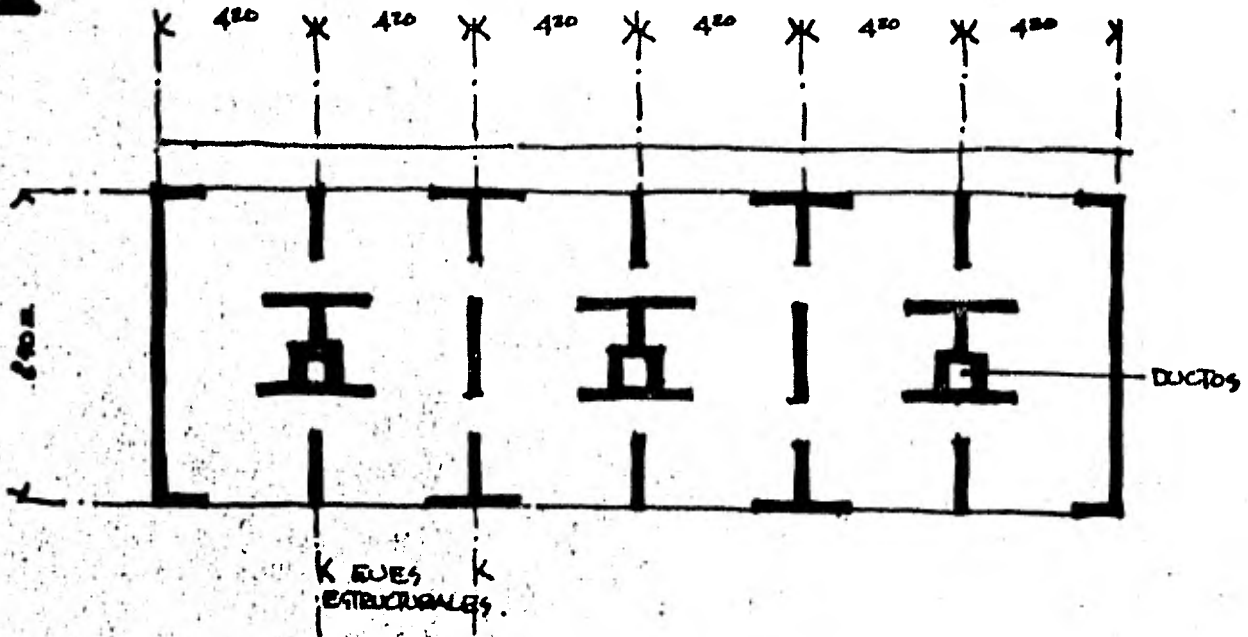 4²⁰ 4²⁰ 4²⁰ 4²⁰ 4²⁰ 4²⁰
DUCTOS
EJES
ESTRUCTURALES.